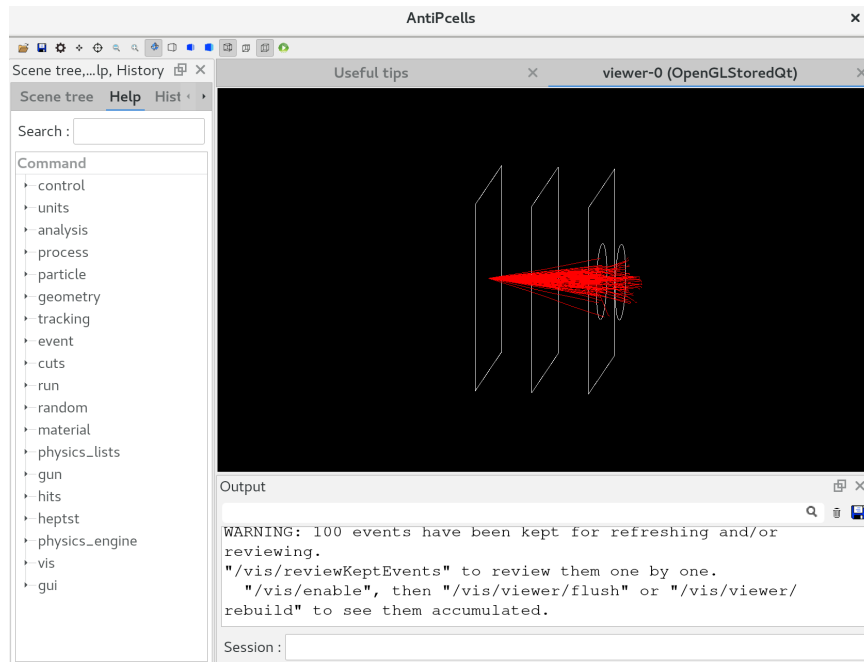 AntiPcells
Scene tree,...lp, History
Scene tree Help Hist
Useful tips
viewer-0 (OpenGLStoredQt)
Search :
Command
control
units
analysis
process
particle
geometry
tracking
event
cuts
run
random
material
physics_lists
gun
hits
heptst
physics_engine
vis
gui
Output
WARNING: 100 events have been kept for refreshing and/or
reviewing.
"/vis/reviewKeptEvents" to review them one by one.
"/vis/enable", then "/vis/viewer/flush" or "/vis/viewer/
rebuild" to see them accumulated.
Session :